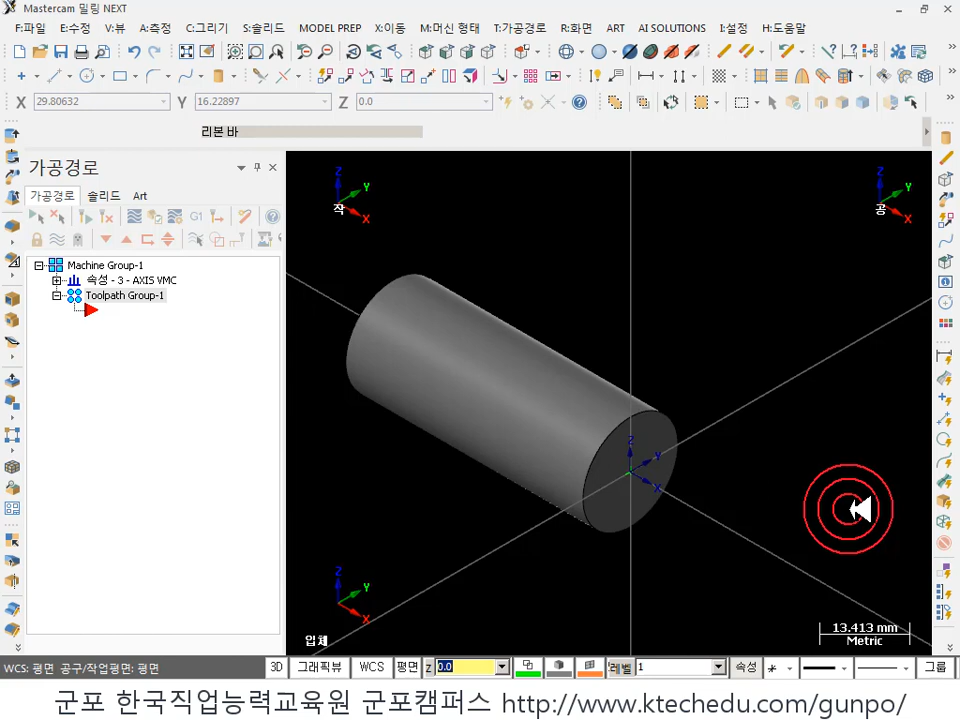 Mastercam 밀링 NEXT
F:파일 E:수정 V:뷰 A:측정 C:그리기 S:솔리드 MODEL PREP X:이동 M:머신 형태 T:가공경로 R:화면 ART AI SOLUTIONS I:설정 H:도움말
X 29.80632 Y 16.22897 Z 0.0
리본 바
가공경로
가공경로 솔리드 Art
G1
Machine Group-1
속성 - 3 - AXIS VMC
Toolpath Group-1
Z Y X 작
Z Y X 공
Z Y X
Z Y X
입체
13.413 mm
Metric
WCS: 평면 공구/작업평면: 평면 3D 그래픽뷰 WCS 평면 Z 0.0 레벨 1 속성 그룹
군포 한국직업능력교육원 군포캠퍼스 http://www.ktechedu.com/gunpo/